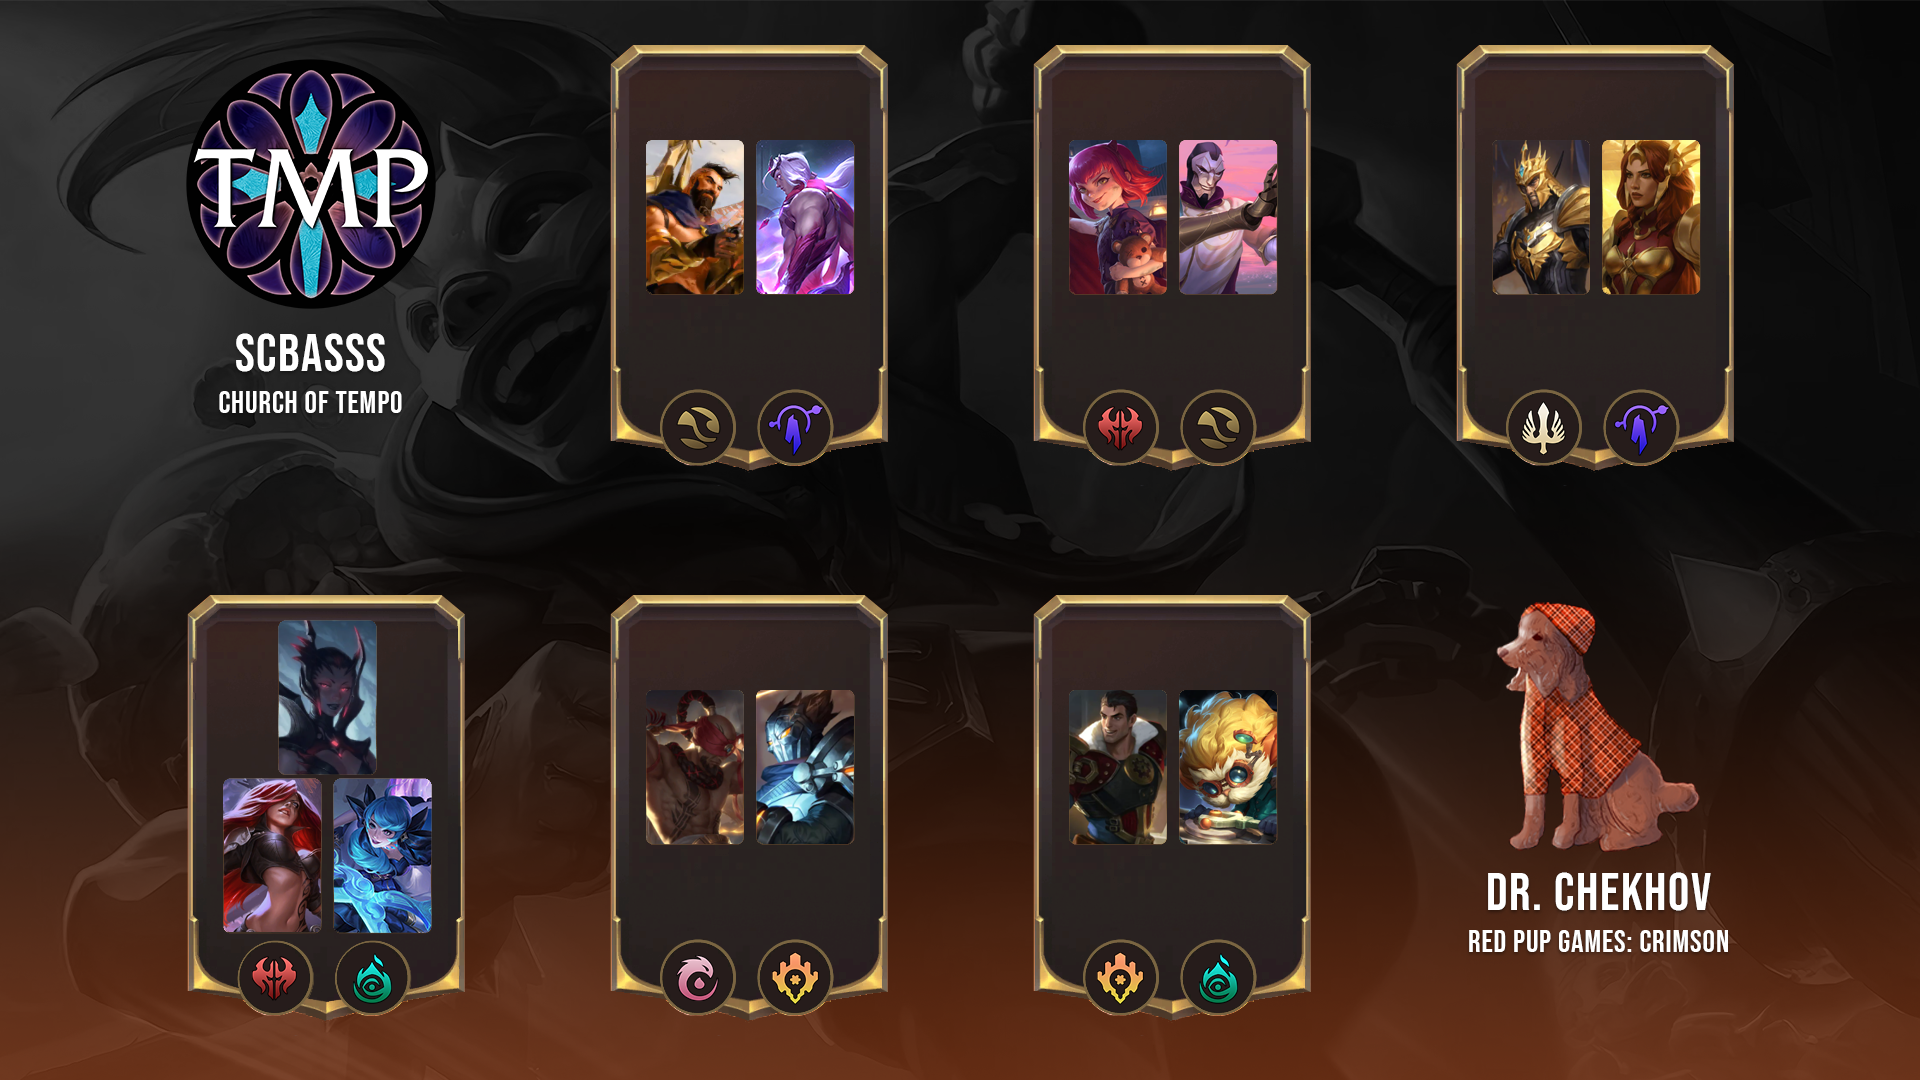 TMP
SCBASSS
CHURCH OF TEMPO
DR. CHEKHOV
RED PUP GAMES: CRIMSON